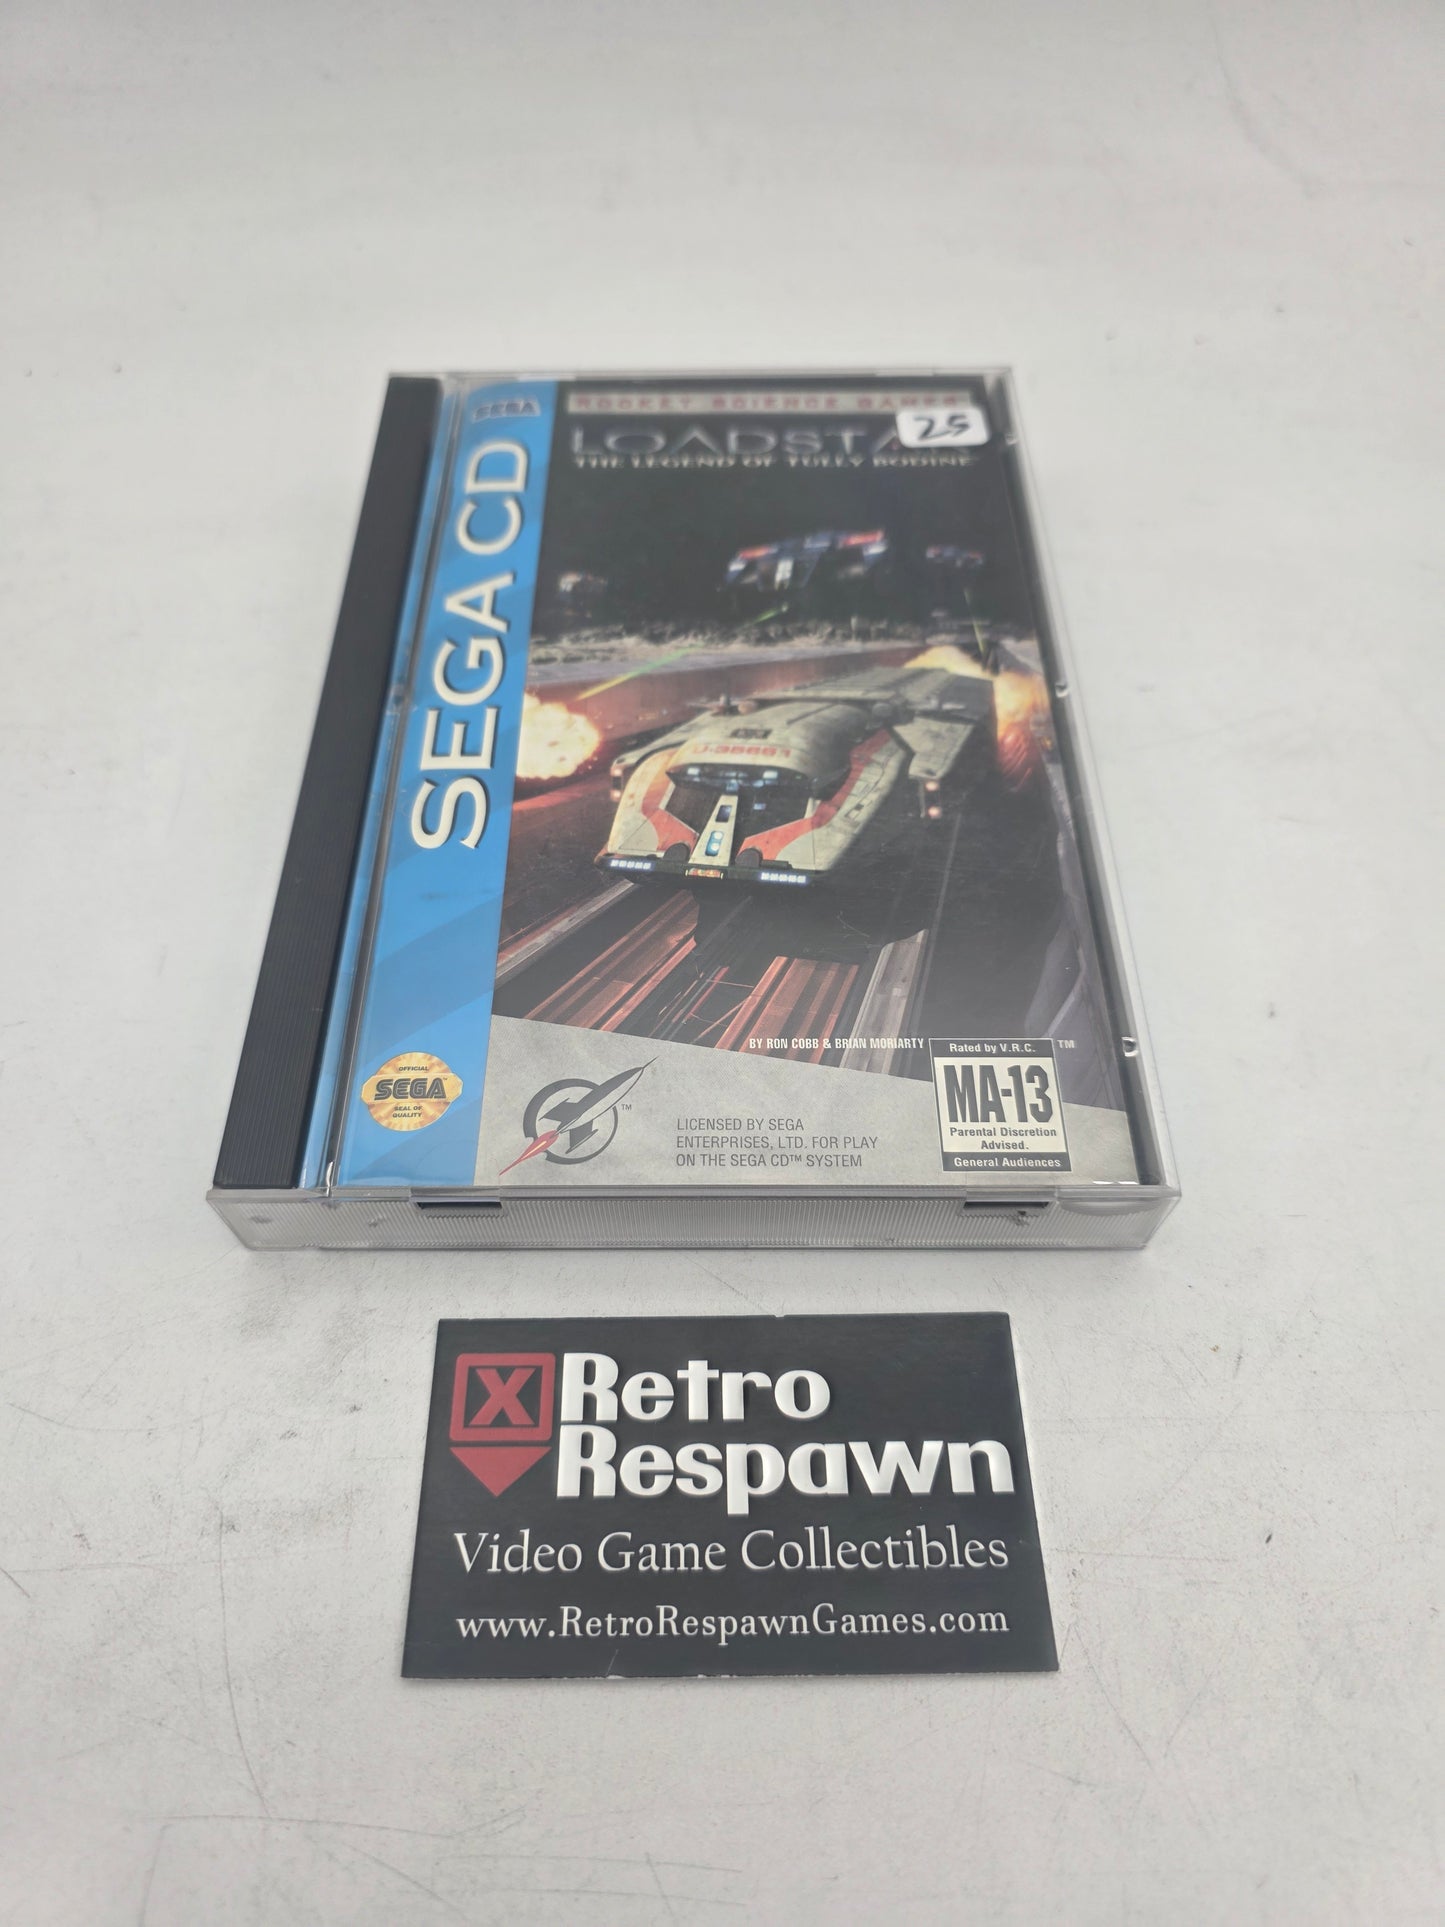 SEGA
SEGA CD
ROCKET SCIENCE GAMES
25
THE LEGEND OF TULLY BODINE
U-38661
BY RON COBB & BRIAN MORIARTY
Rated by V.R.C.
TM
MA-13
Parental Discretion
Advised.
General Audiences
OFFICIAL
SEGA
SEAL OF
QUALITY
TM
LICENSED BY SEGA
ENTERPRISES, LTD. FOR PLAY
ON THE SEGA CD™ SYSTEM
X
Retro
Respawn
Video Game Collectibles
www.RetroRespawnGames.com